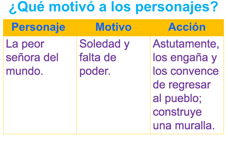 ¿Qué motivó a los personajes?
Personaje Motivo Acción
La peor Soledad y Astutamente,
señora del falta de los engaña y
mundo. poder. los convence
de regresar
al pueblo;
construye
una muralla.